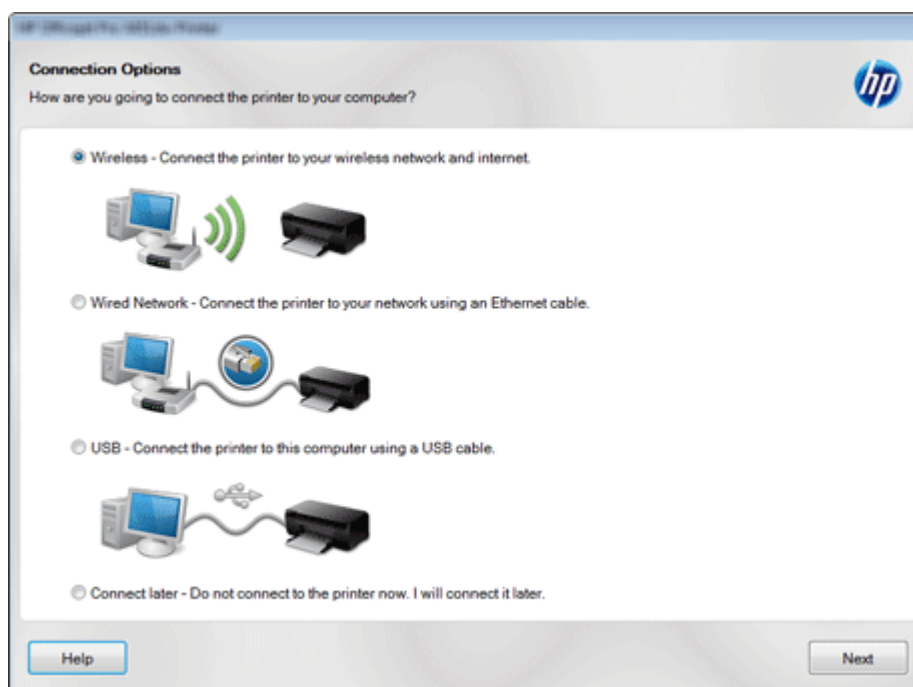 Connection Options
How are you going to connect the printer to your computer?
hp
Wireless - Connect the printer to your wireless network and internet.
Wired Network - Connect the printer to your network using an Ethernet cable.
USB - Connect the printer to this computer using a USB cable.
Connect later - Do not connect to the printer now. I will connect it later.
Help
Next